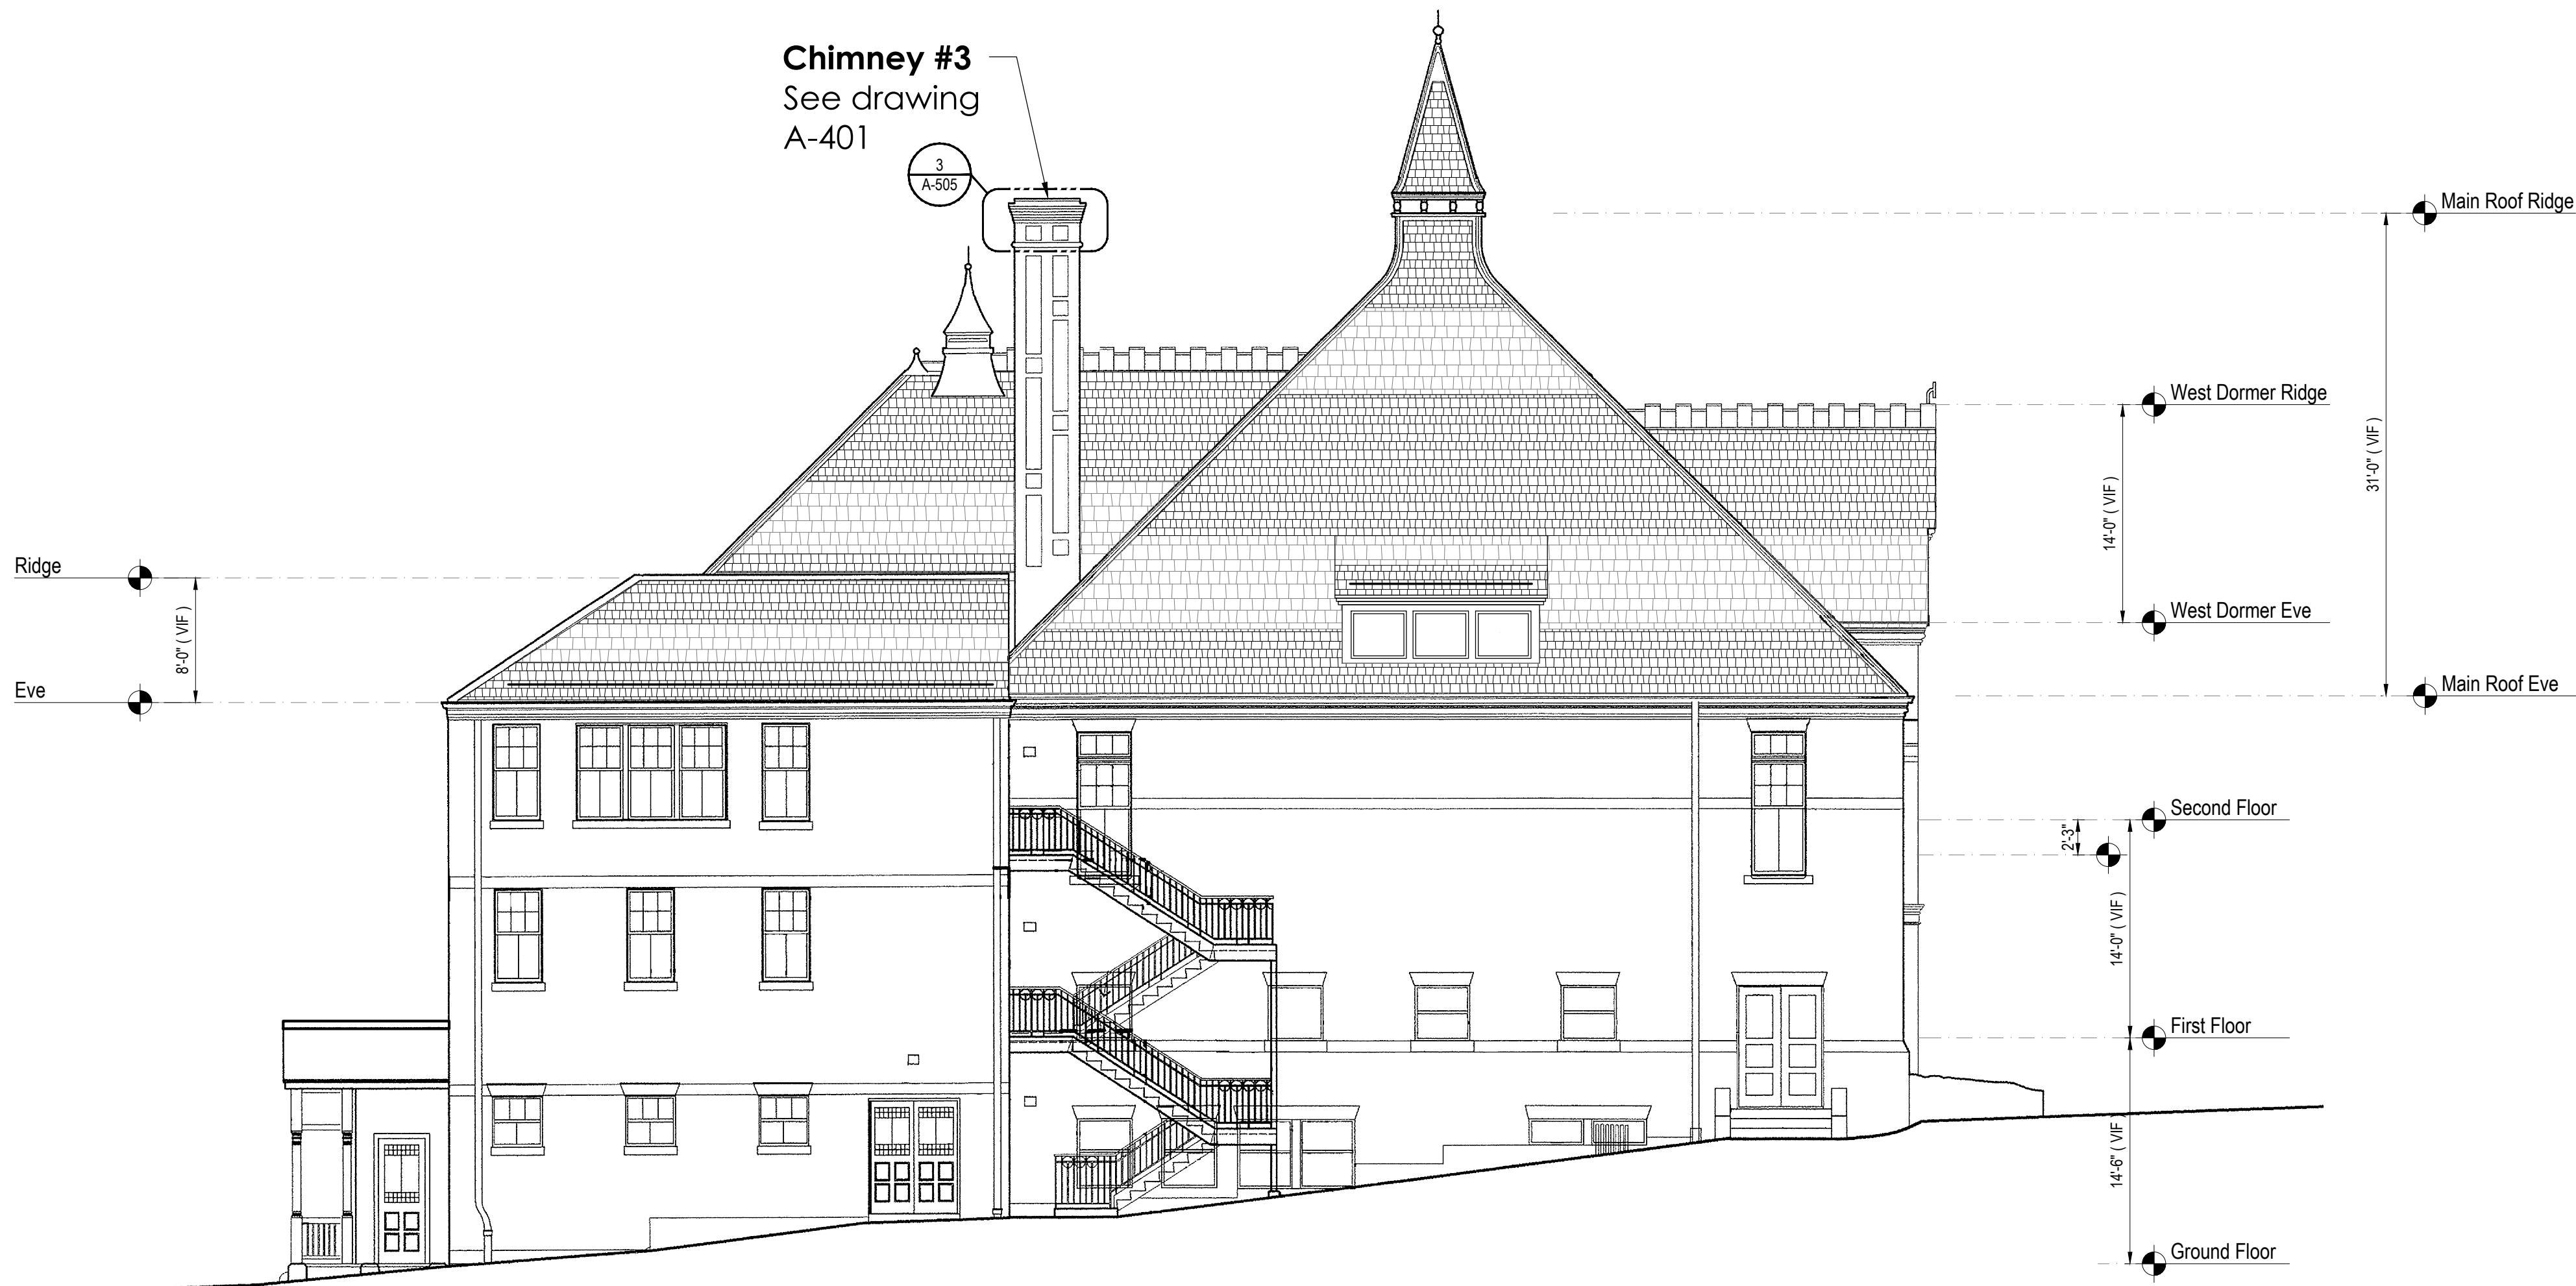 Chimney #3
See drawing
A-401
3
A-505
Main Roof Ridge
West Dormer Ridge
31'-0" ( VIF )
14'-0" ( VIF )
Ridge
8'-0" ( VIF )
West Dormer Eve
Eve
Main Roof Eve
Second Floor
2'-3"
14'-0" ( VIF )
First Floor
14'-6" ( VIF )
Ground Floor